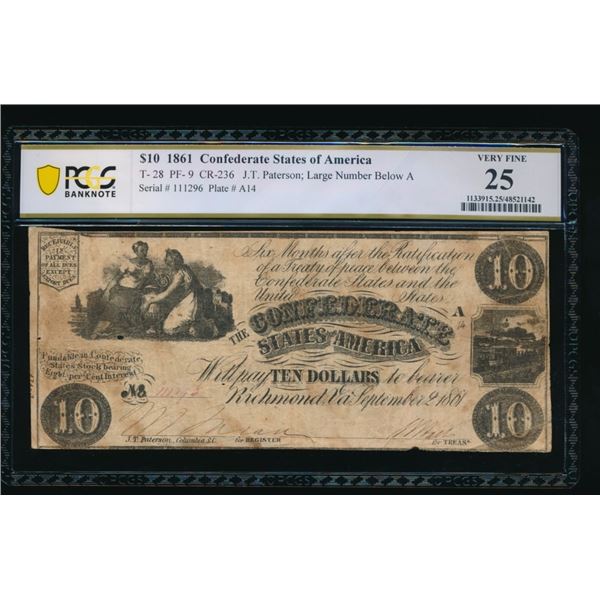 PCGS
BANKNOTE
$10 1861 Confederate States of America
T- 28 PF- 9 CR-236 J.T. Paterson; Large Number Below A
Serial # 111296 Plate # A14
VERY FINE
25
1133915.25/48521142
RECEIVABLE
IN
PAYMENT
OF ALL DUES
EXCEPT
EXPORT DUES
Six Months after the Ratification
of a Treaty of peace between the
Confederate States and the
United States
10
A
14
THE CONFEDERATE
STATES OF AMERICA
Fundable in Confederate
States Stock bearing
Eight per Cent Interest
No
Will pay TEN DOLLARS to bearer
Richmond Va September 2 1861
10
10
J.T. Paterson, Columbia S.C. for REGISTER
for TREASR